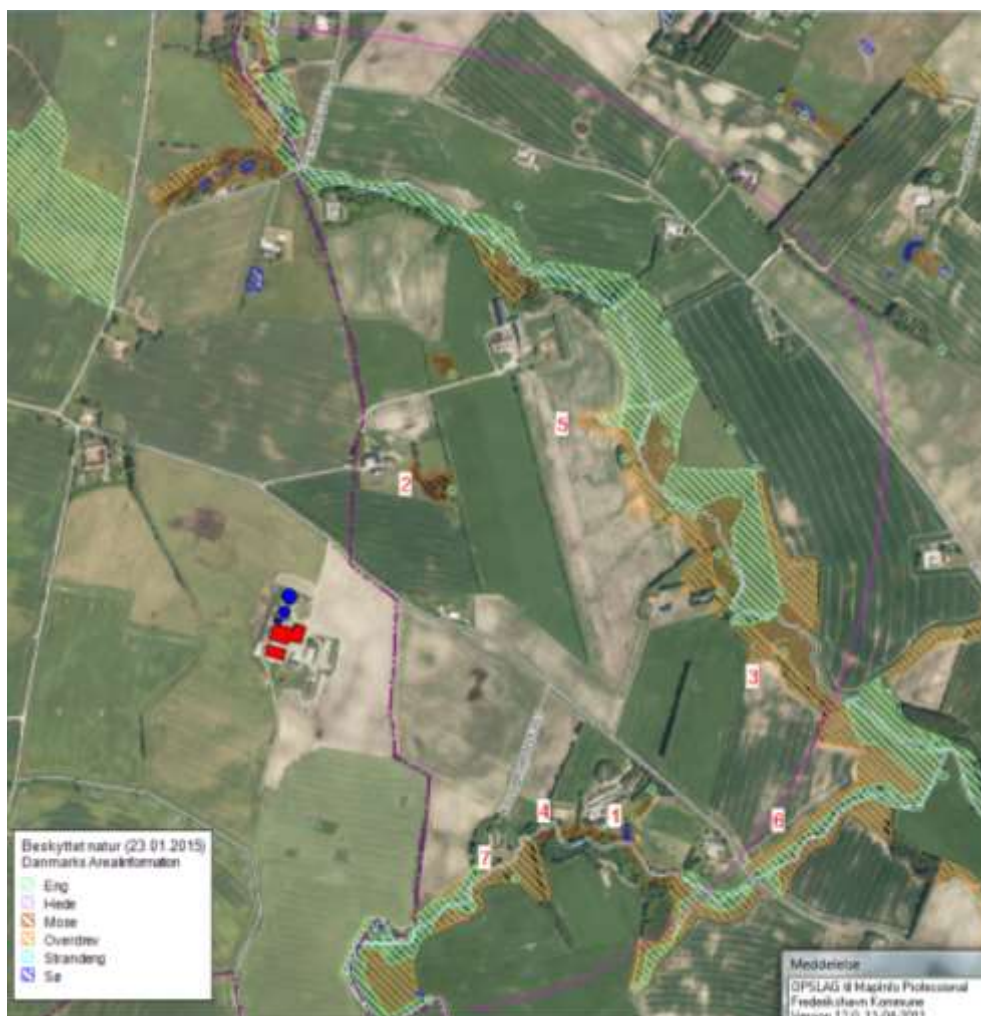 5
2
3
4
1
6
7
Beskyttet natur (23.01.2015)
Danmarks Arealinformation
Eng
Hede
Mose
Overdrev
Strandeng
Sø
Meddelelse
OPSLAG til MapInfo Professional
Frederikshavn Kommune